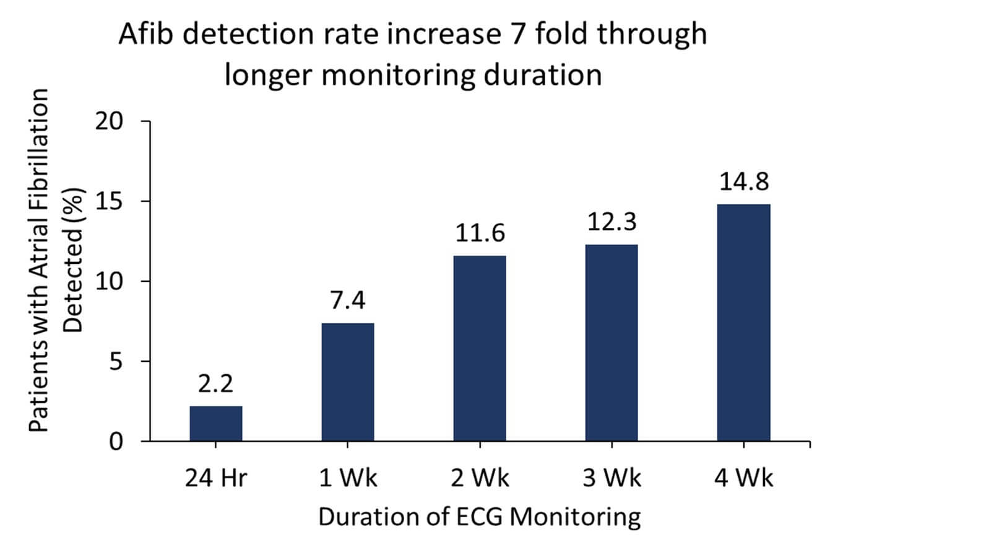 Afib detection rate increase 7 fold through
longer monitoring duration
Patients with Atrial Fibrillation
Detected (%)
20
15
10
5
0
2.2
7.4
11.6
12.3
14.8
24 Hr
1 Wk
2 Wk
3 Wk
4 Wk
Duration of ECG Monitoring